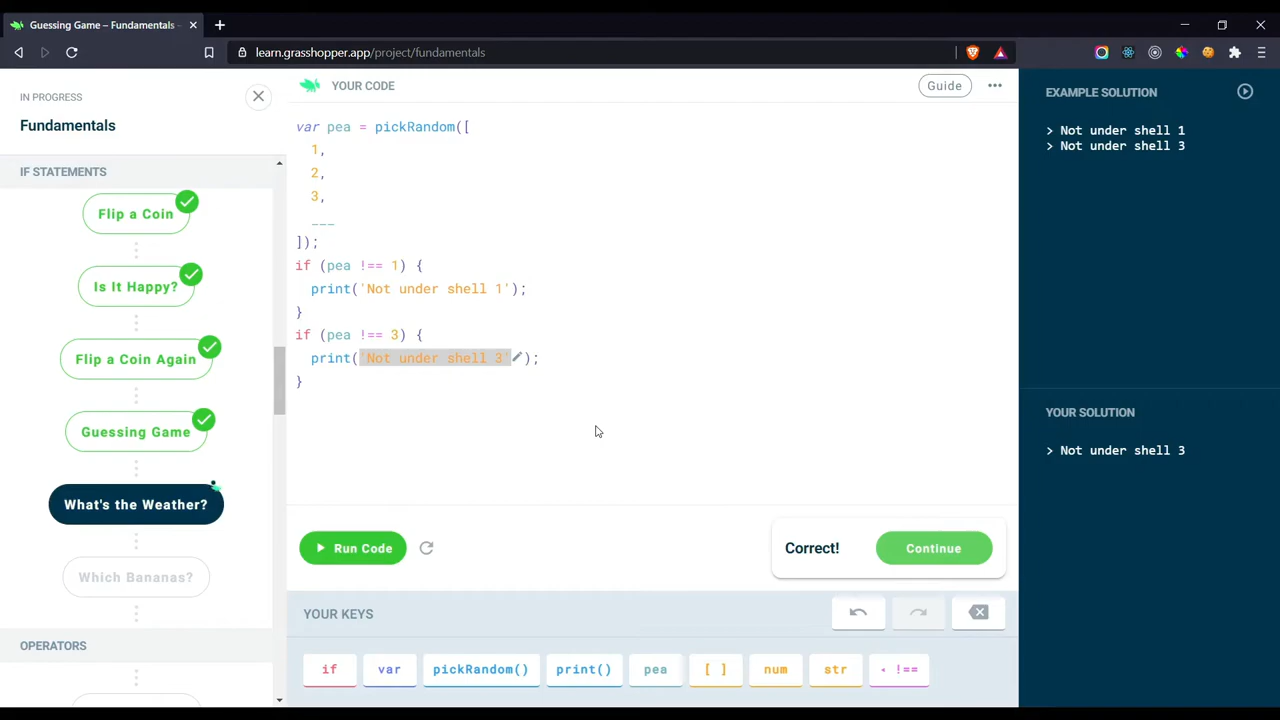 Guessing Game – Fundamentals -
learn.grasshopper.app/project/fundamentals
IN PROGRESS
Fundamentals
IF STATEMENTS
Flip a Coin
Is It Happy?
Flip a Coin Again
Guessing Game
What's the Weather?
Which Bananas?
OPERATORS
YOUR CODE
Guide
var pea = pickRandom([
1,
2,
3,
___
]);
if (pea !== 1) {
print('Not under shell 1');
}
if (pea !== 3) {
print('Not under shell 3');
}
Run Code
Correct!
Continue
YOUR KEYS
if
var
pickRandom()
print()
pea
[ ]
num
str
!==
EXAMPLE SOLUTION
> Not under shell 1
> Not under shell 3
YOUR SOLUTION
> Not under shell 3